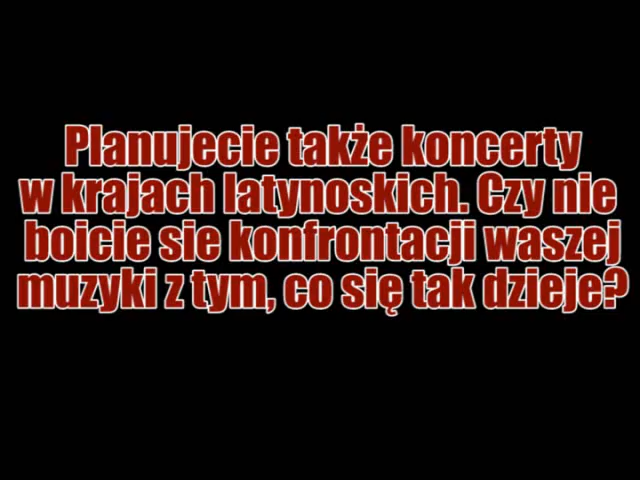 Planujecie także koncerty
w krajach latynoskich. Czy nie
boicie sie konfrontacji waszej
muzyki z tym, co się tak dzieje?